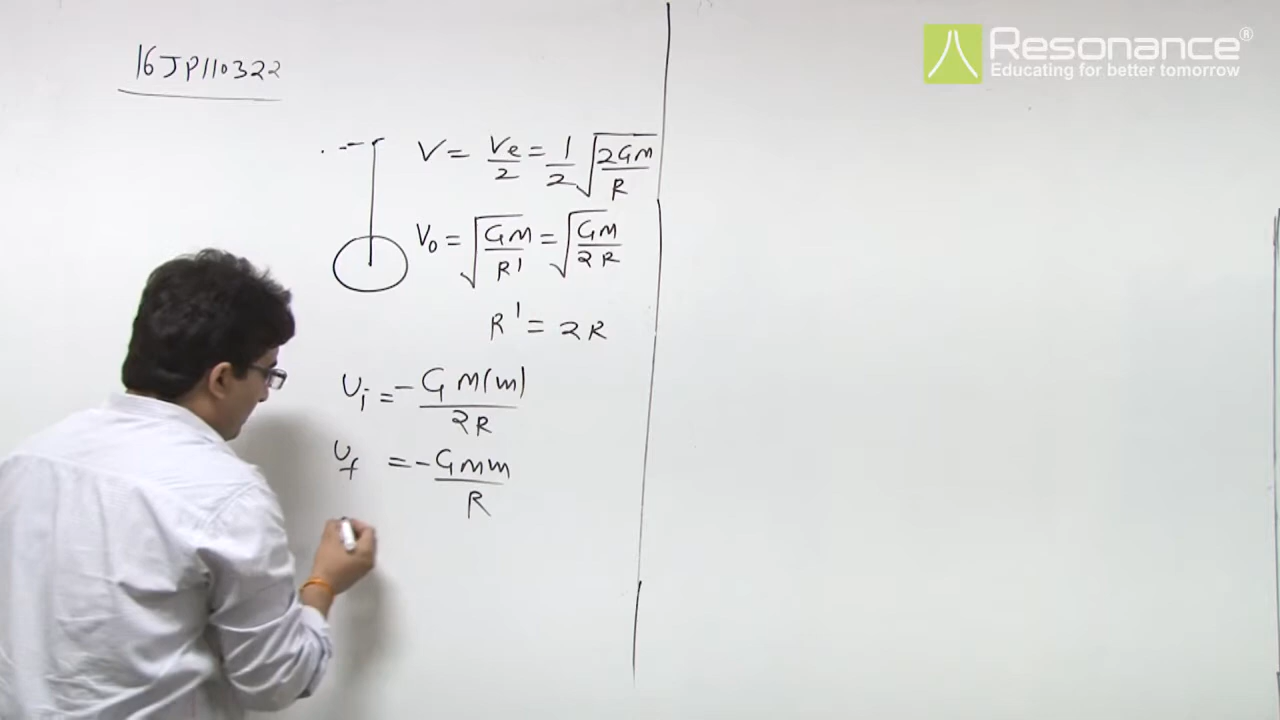 16JP110322
Resonance®
Educating for better tomorrow
V = Ve/2 = 1/2 √(2GM/R)
V₀ = √(GM/R') = √(GM/2R)
R' = 2R
Ui = -GM(m)/2R
Uf = -GMm/R